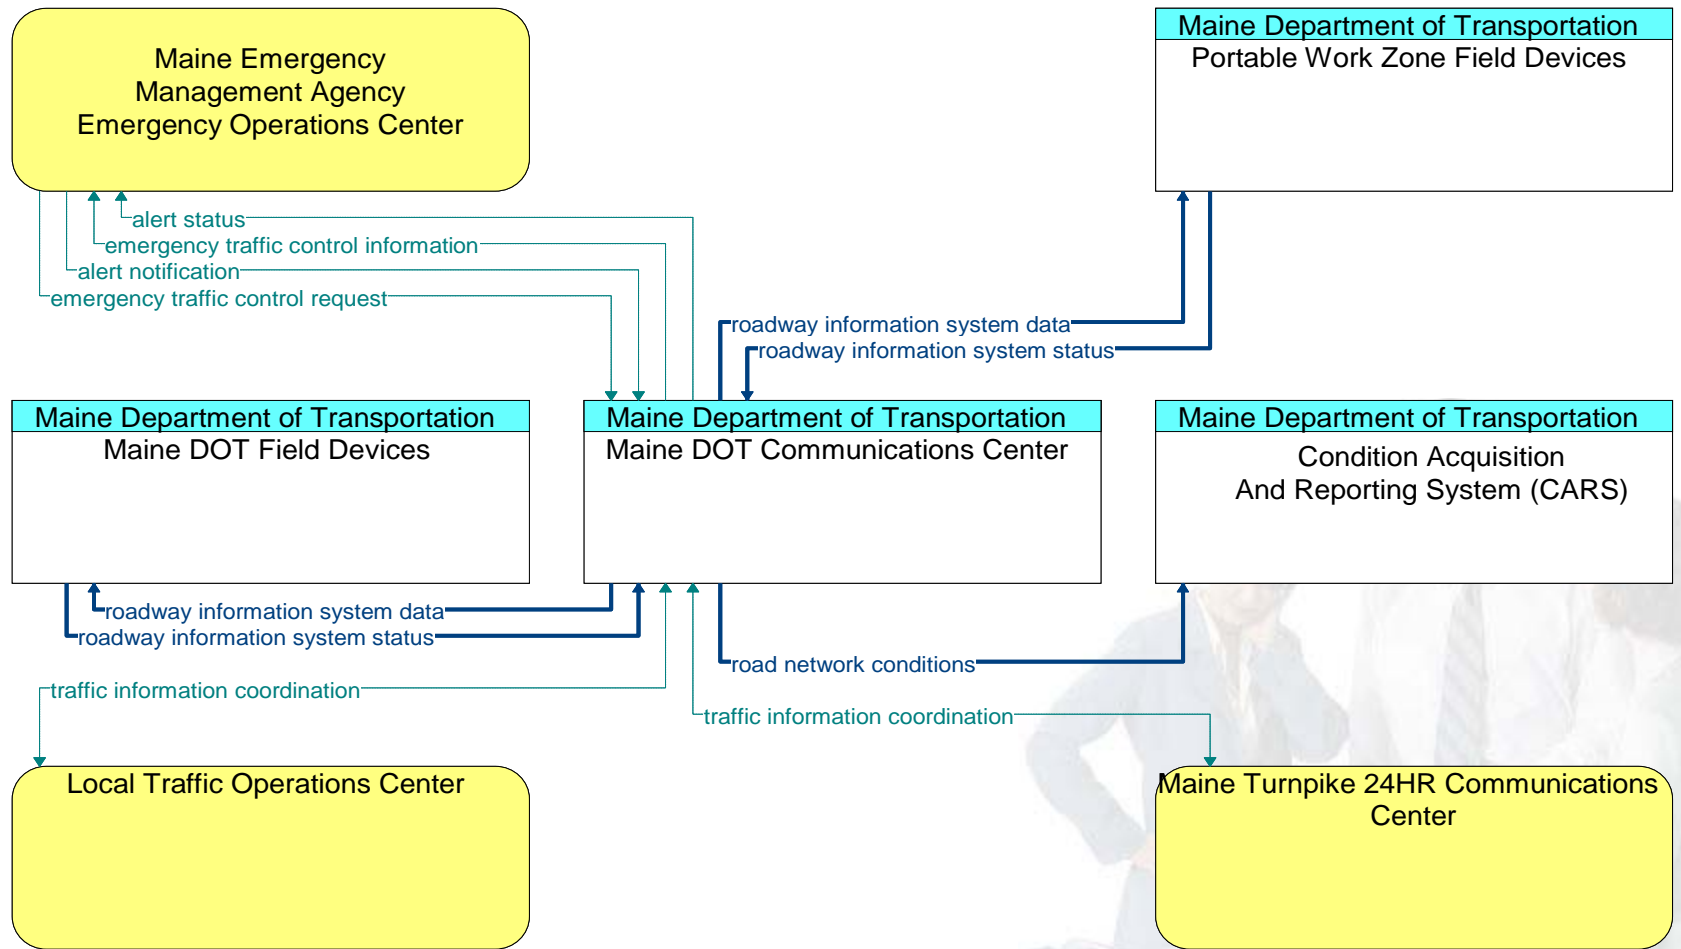 Maine Emergency
Management Agency
Emergency Operations Center
Maine Department of Transportation
Portable Work Zone Field Devices
alert status
emergency traffic control information
alert notification
emergency traffic control request
roadway information system data
roadway information system status
Maine Department of Transportation
Maine DOT Field Devices
Maine Department of Transportation
Maine DOT Communications Center
Maine Department of Transportation
Condition Acquisition
And Reporting System (CARS)
roadway information system data
roadway information system status
road network conditions
traffic information coordination
traffic information coordination
Local Traffic Operations Center
Maine Turnpike 24HR Communications
Center